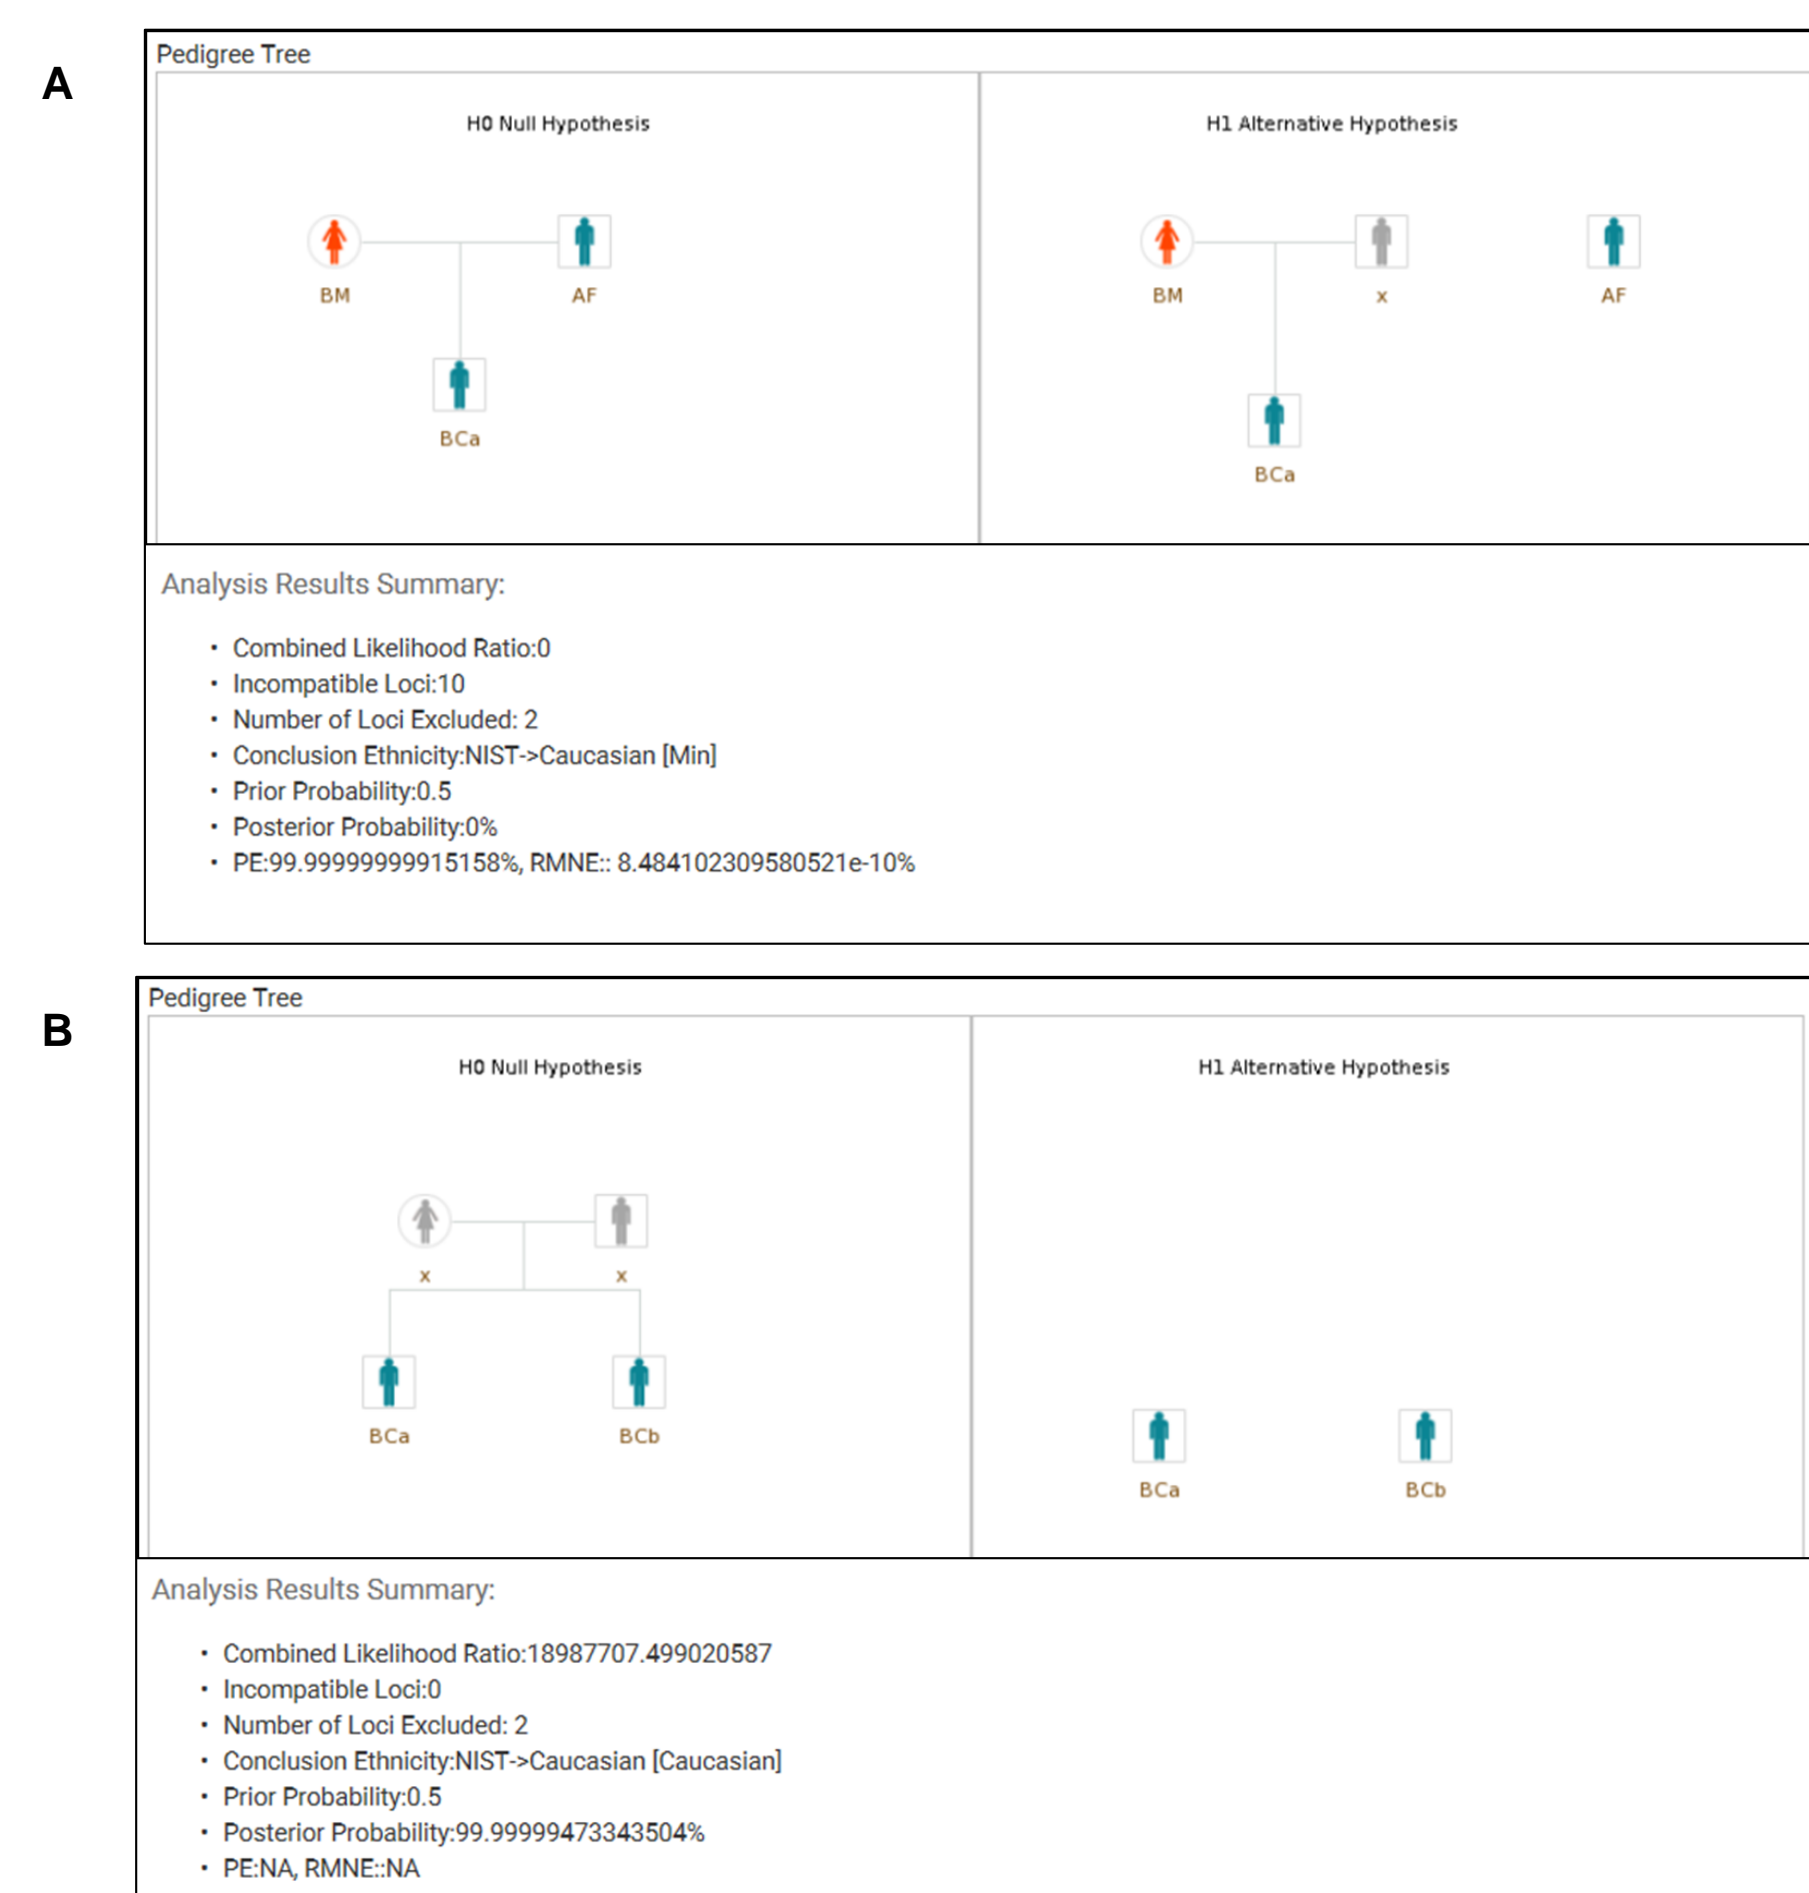 A
Pedigree Tree
H0 Null Hypothesis
H1 Alternative Hypothesis
BM
AF
BM
x
AF
BCa
BCa
Analysis Results Summary:
• Combined Likelihood Ratio:0
• Incompatible Loci:10
• Number of Loci Excluded: 2
• Conclusion Ethnicity:NIST->Caucasian [Min]
• Prior Probability:0.5
• Posterior Probability:0%
• PE:99.99999999915158%, RMNE:: 8.484102309580521e-10%
B
Pedigree Tree
H0 Null Hypothesis
H1 Alternative Hypothesis
x
x
BCa
BCb
BCa
BCb
Analysis Results Summary:
• Combined Likelihood Ratio:18987707.499020587
• Incompatible Loci:0
• Number of Loci Excluded: 2
• Conclusion Ethnicity:NIST->Caucasian [Caucasian]
• Prior Probability:0.5
• Posterior Probability:99.99999473343504%
• PE:NA, RMNE::NA